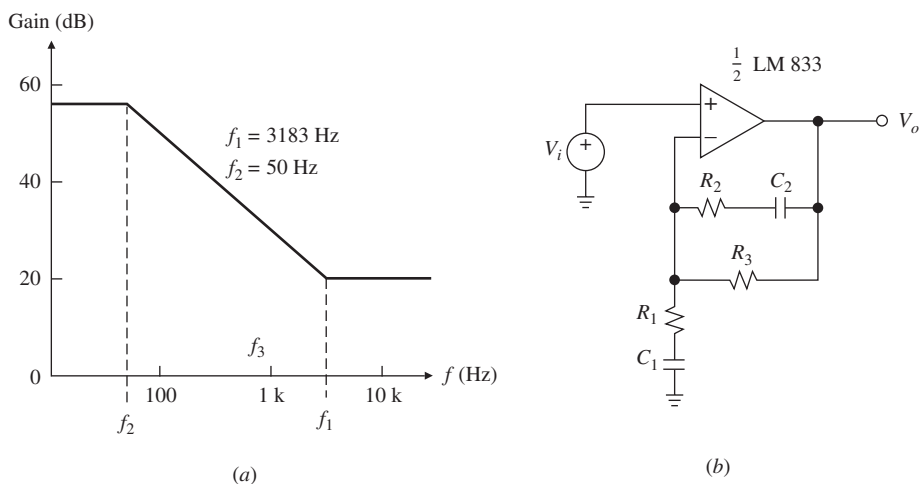 Gain (dB)
60
40
20
0
f₁ = 3183 Hz
f₂ = 50 Hz
f₃
100
1 k
10 k
f (Hz)
f₂
f₁
(a)
½ LM 833
+
−
Vᵢ
+
Vₒ
R₂
C₂
R₃
R₁
C₁
(b)